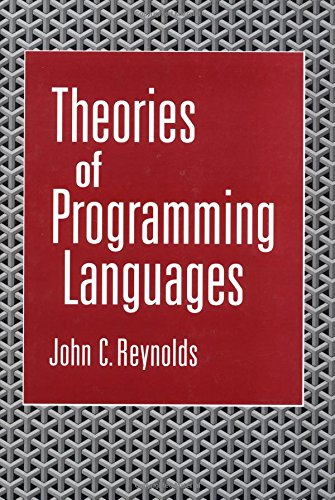 Theories
of
Programming
Languages
John C. Reynolds